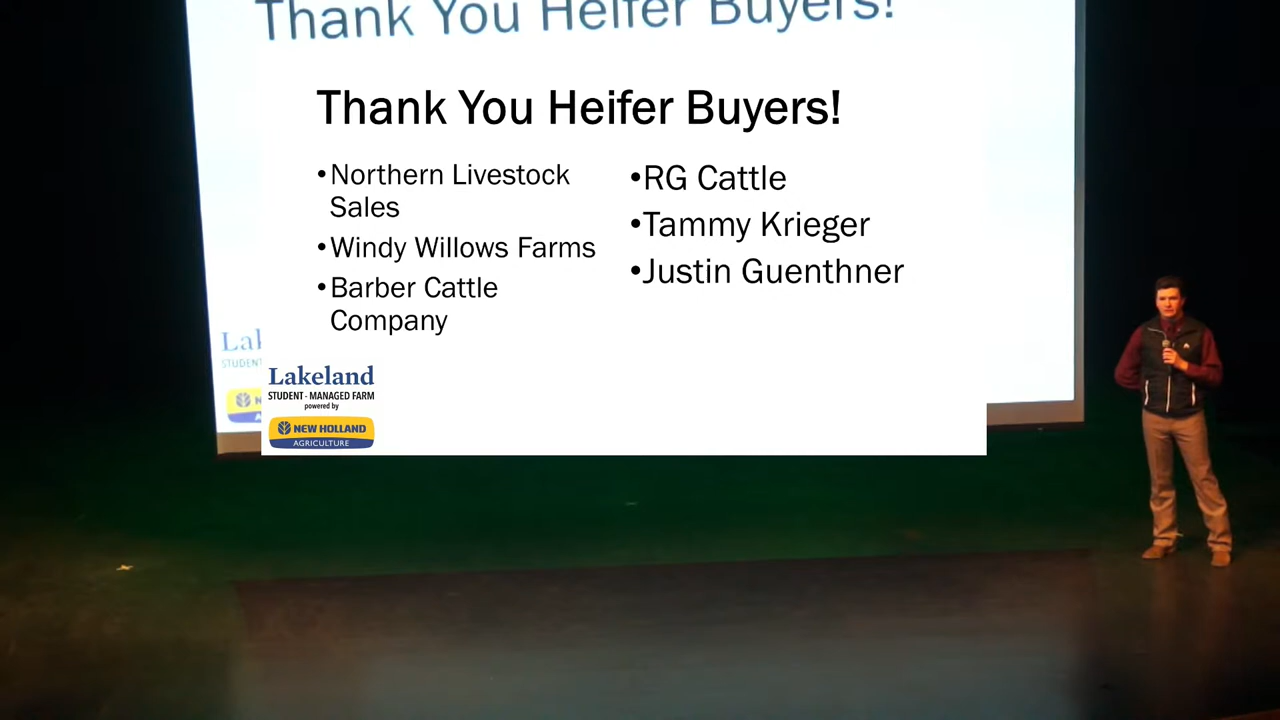 Thank You Heifer Buyers!
Thank You Heifer Buyers!
•Northern Livestock
Sales
•Windy Willows Farms
•Barber Cattle
Company
•RG Cattle
•Tammy Krieger
•Justin Guenthner
Lakeland
STUDENT - MANAGED FARM
powered by
NEW HOLLAND
AGRICULTURE
STUDENT